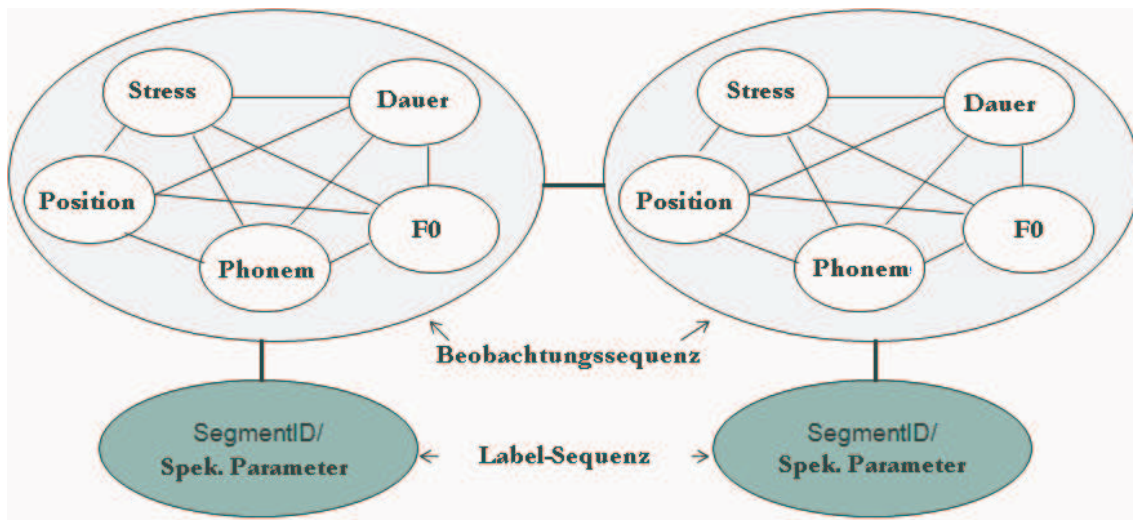 Stress
Dauer
Position
F0
Phonem
Stress
Dauer
Position
F0
Phonem
Beobachtungssequenz
SegmentID/
Spek. Parameter
Label-Sequenz
SegmentID/
Spek. Parameter